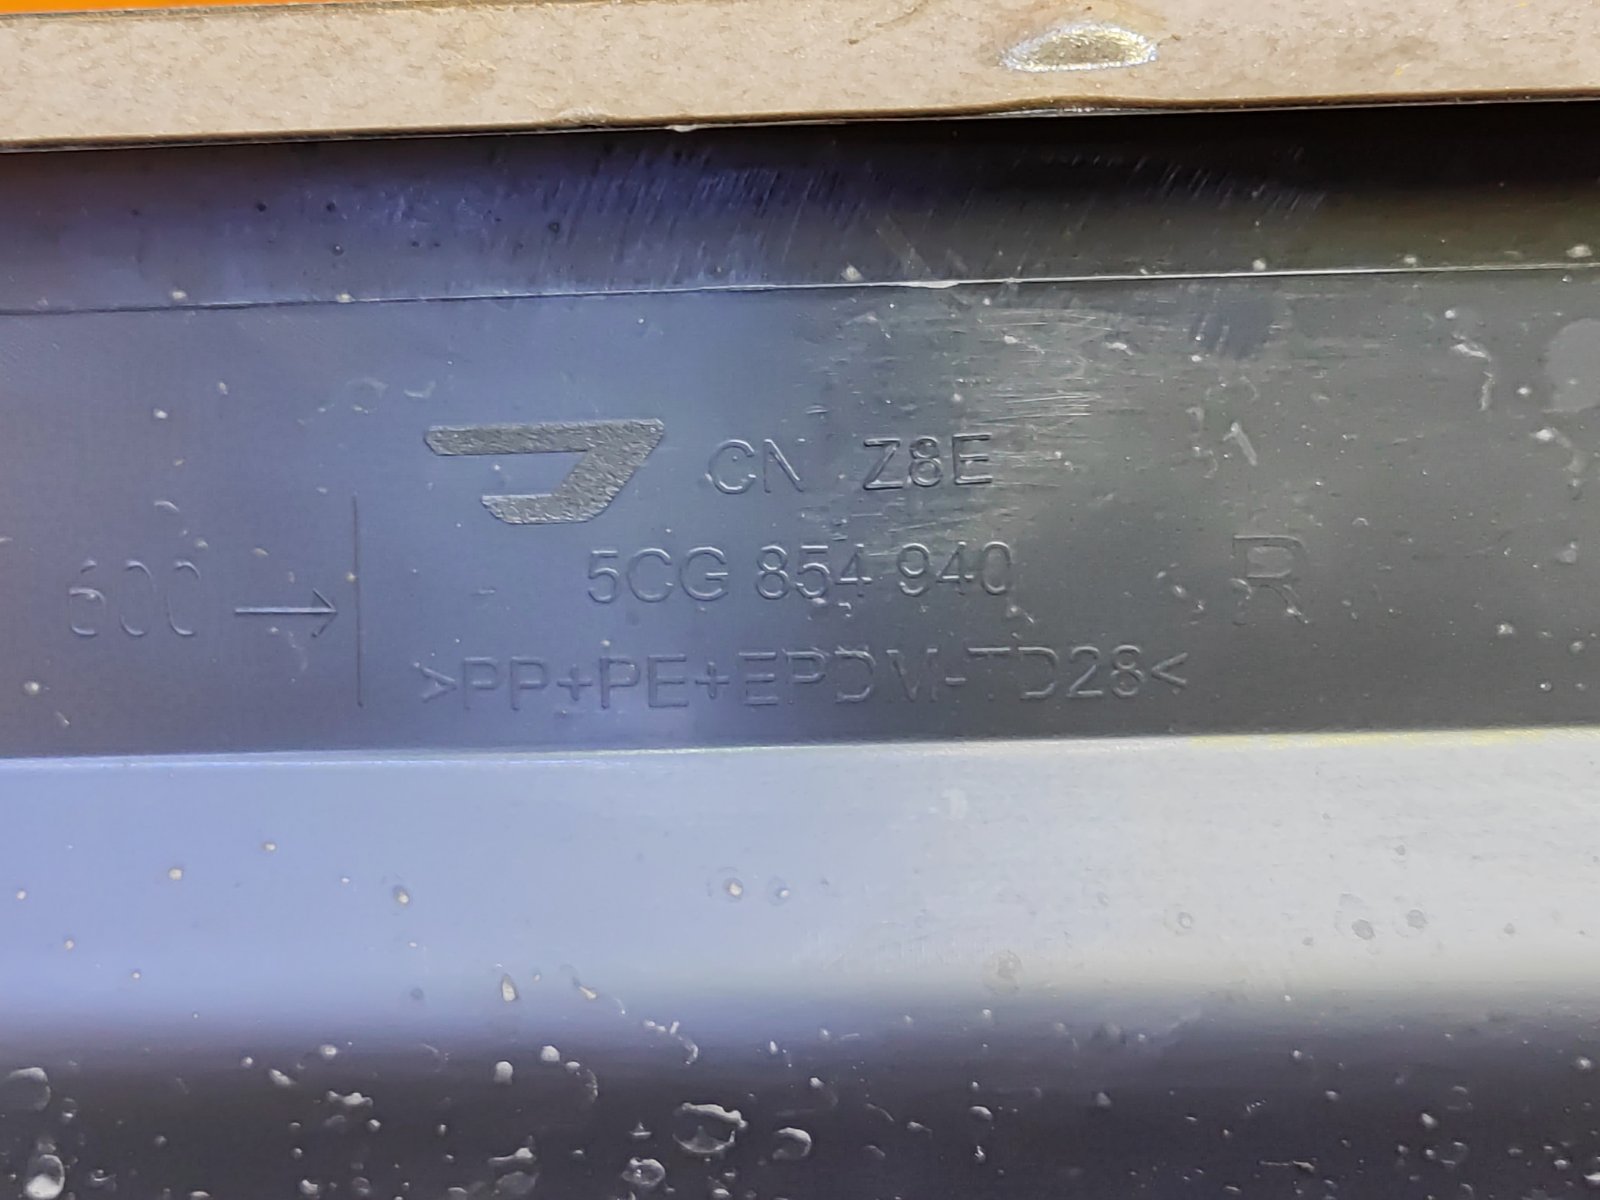 CN Z8E
5CG 854 940 R
600
>PP+PE+EPDM-TD28<